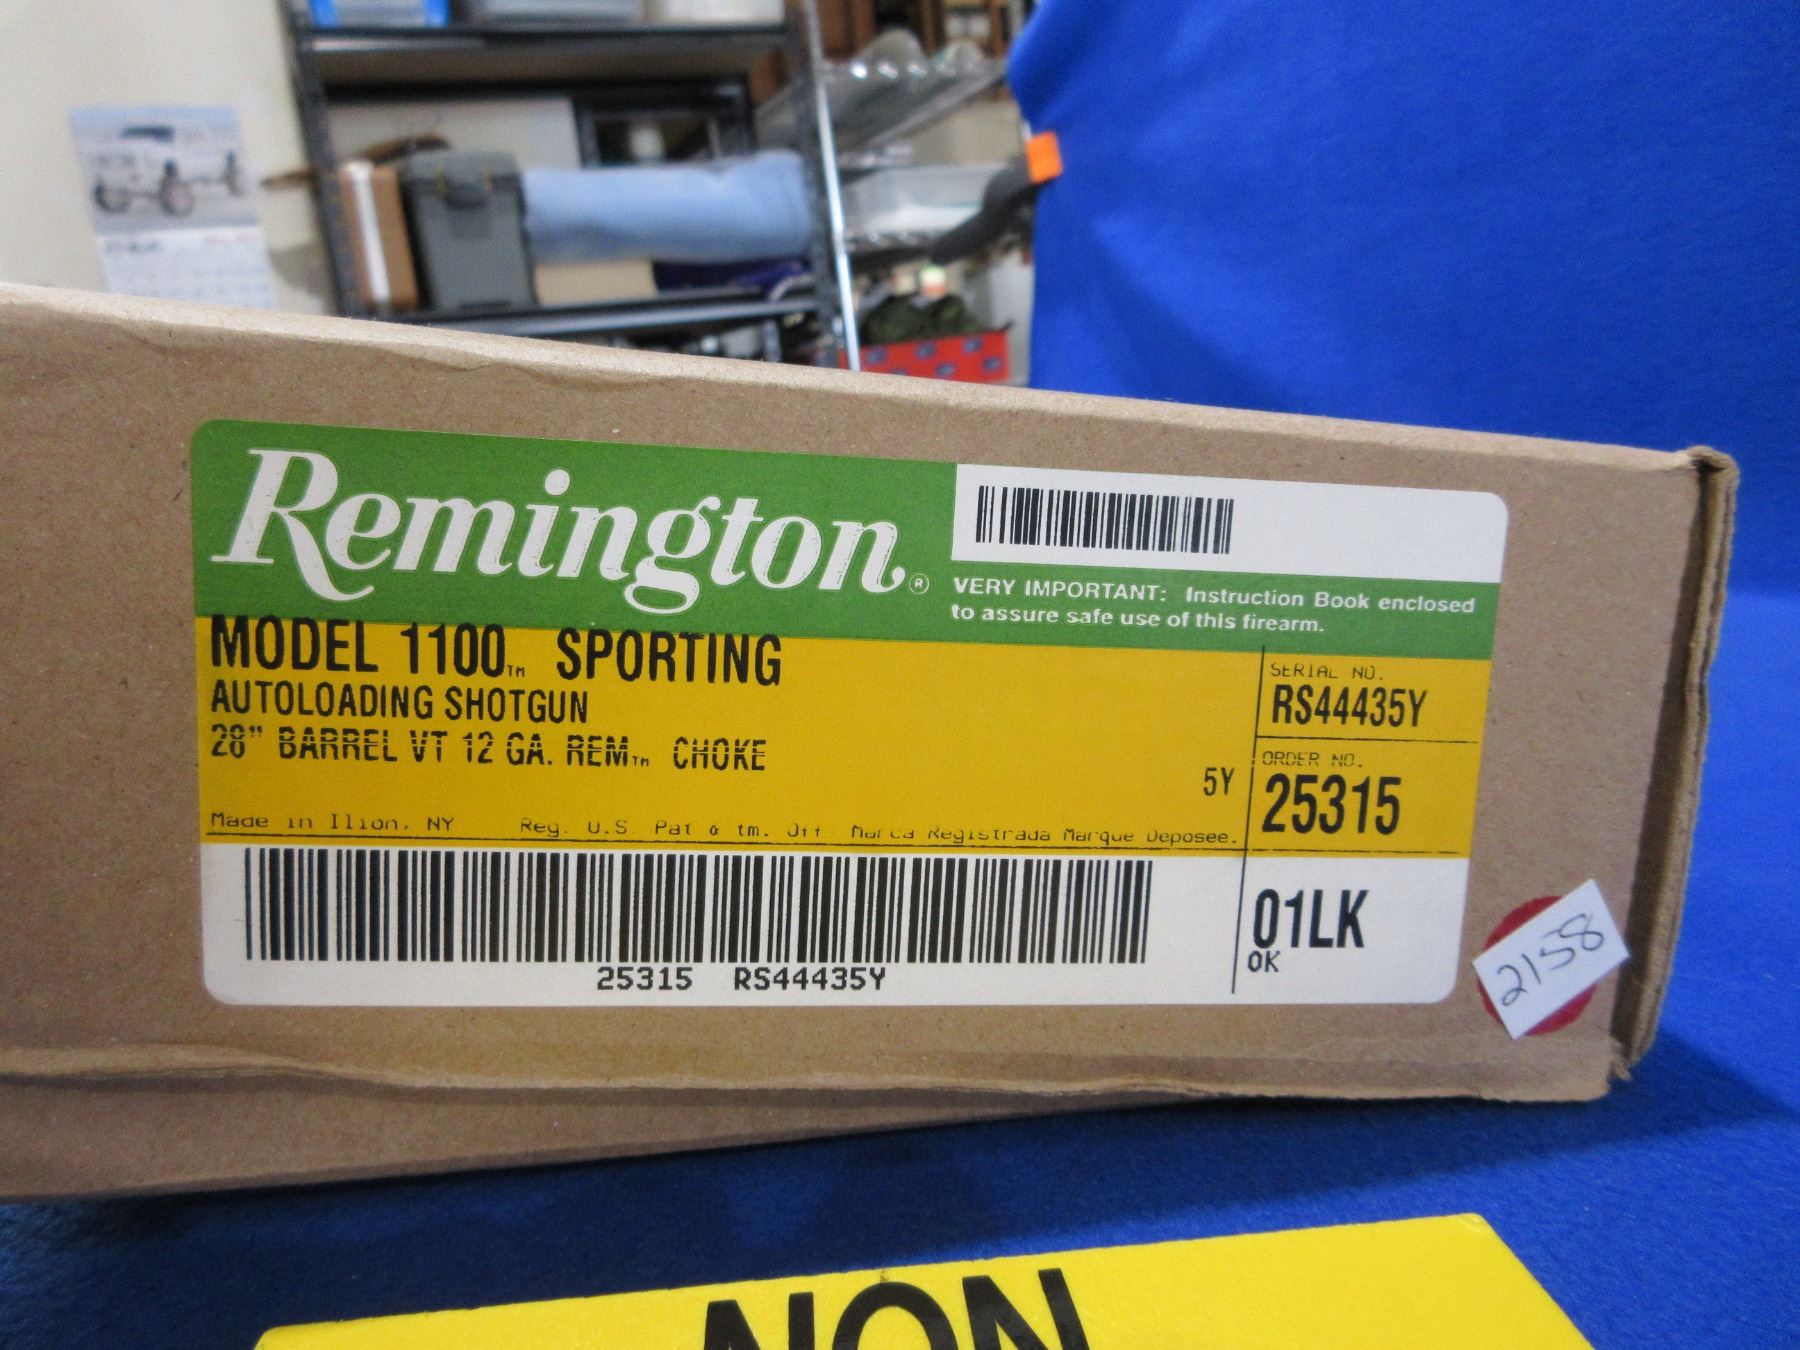 Remington®
VERY IMPORTANT: Instruction Book enclosed
to assure safe use of this firearm.
MODEL 1100™ SPORTING
AUTOLOADING SHOTGUN
28" BARREL VT 12 GA. REM™ CHOKE
5Y
SERIAL NO.
RS44435Y
ORDER NO.
25315
Made in Ilion, NY Reg. U.S. Pat & tm. Off Marca Registrada Marque Deposee.
25315 RS44435Y
01LK
OK
2158
NON